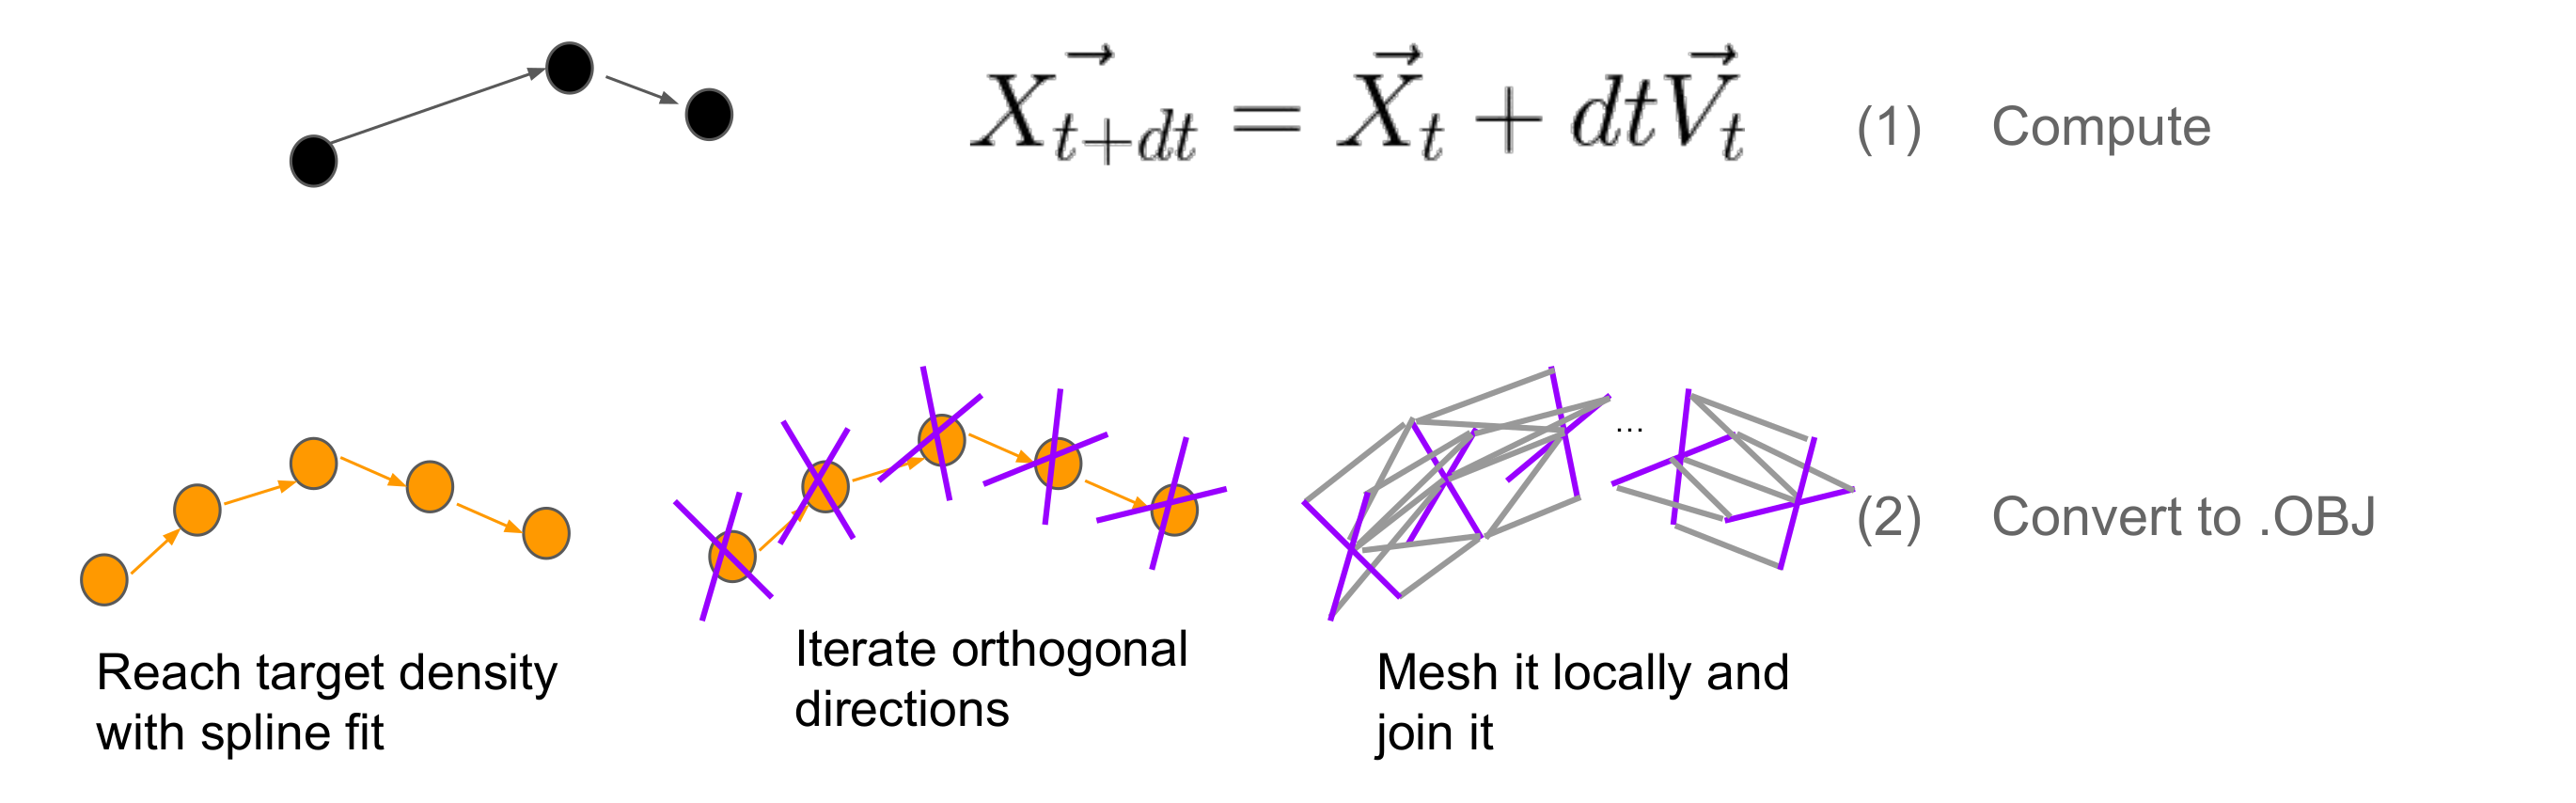 $\vec{X_{t+dt}} = \vec{X}_t + dt\vec{V}_t$ (1) Compute
(2) Convert to .OBJ
...
Reach target density
with spline fit
Iterate orthogonal
directions
Mesh it locally and
join it